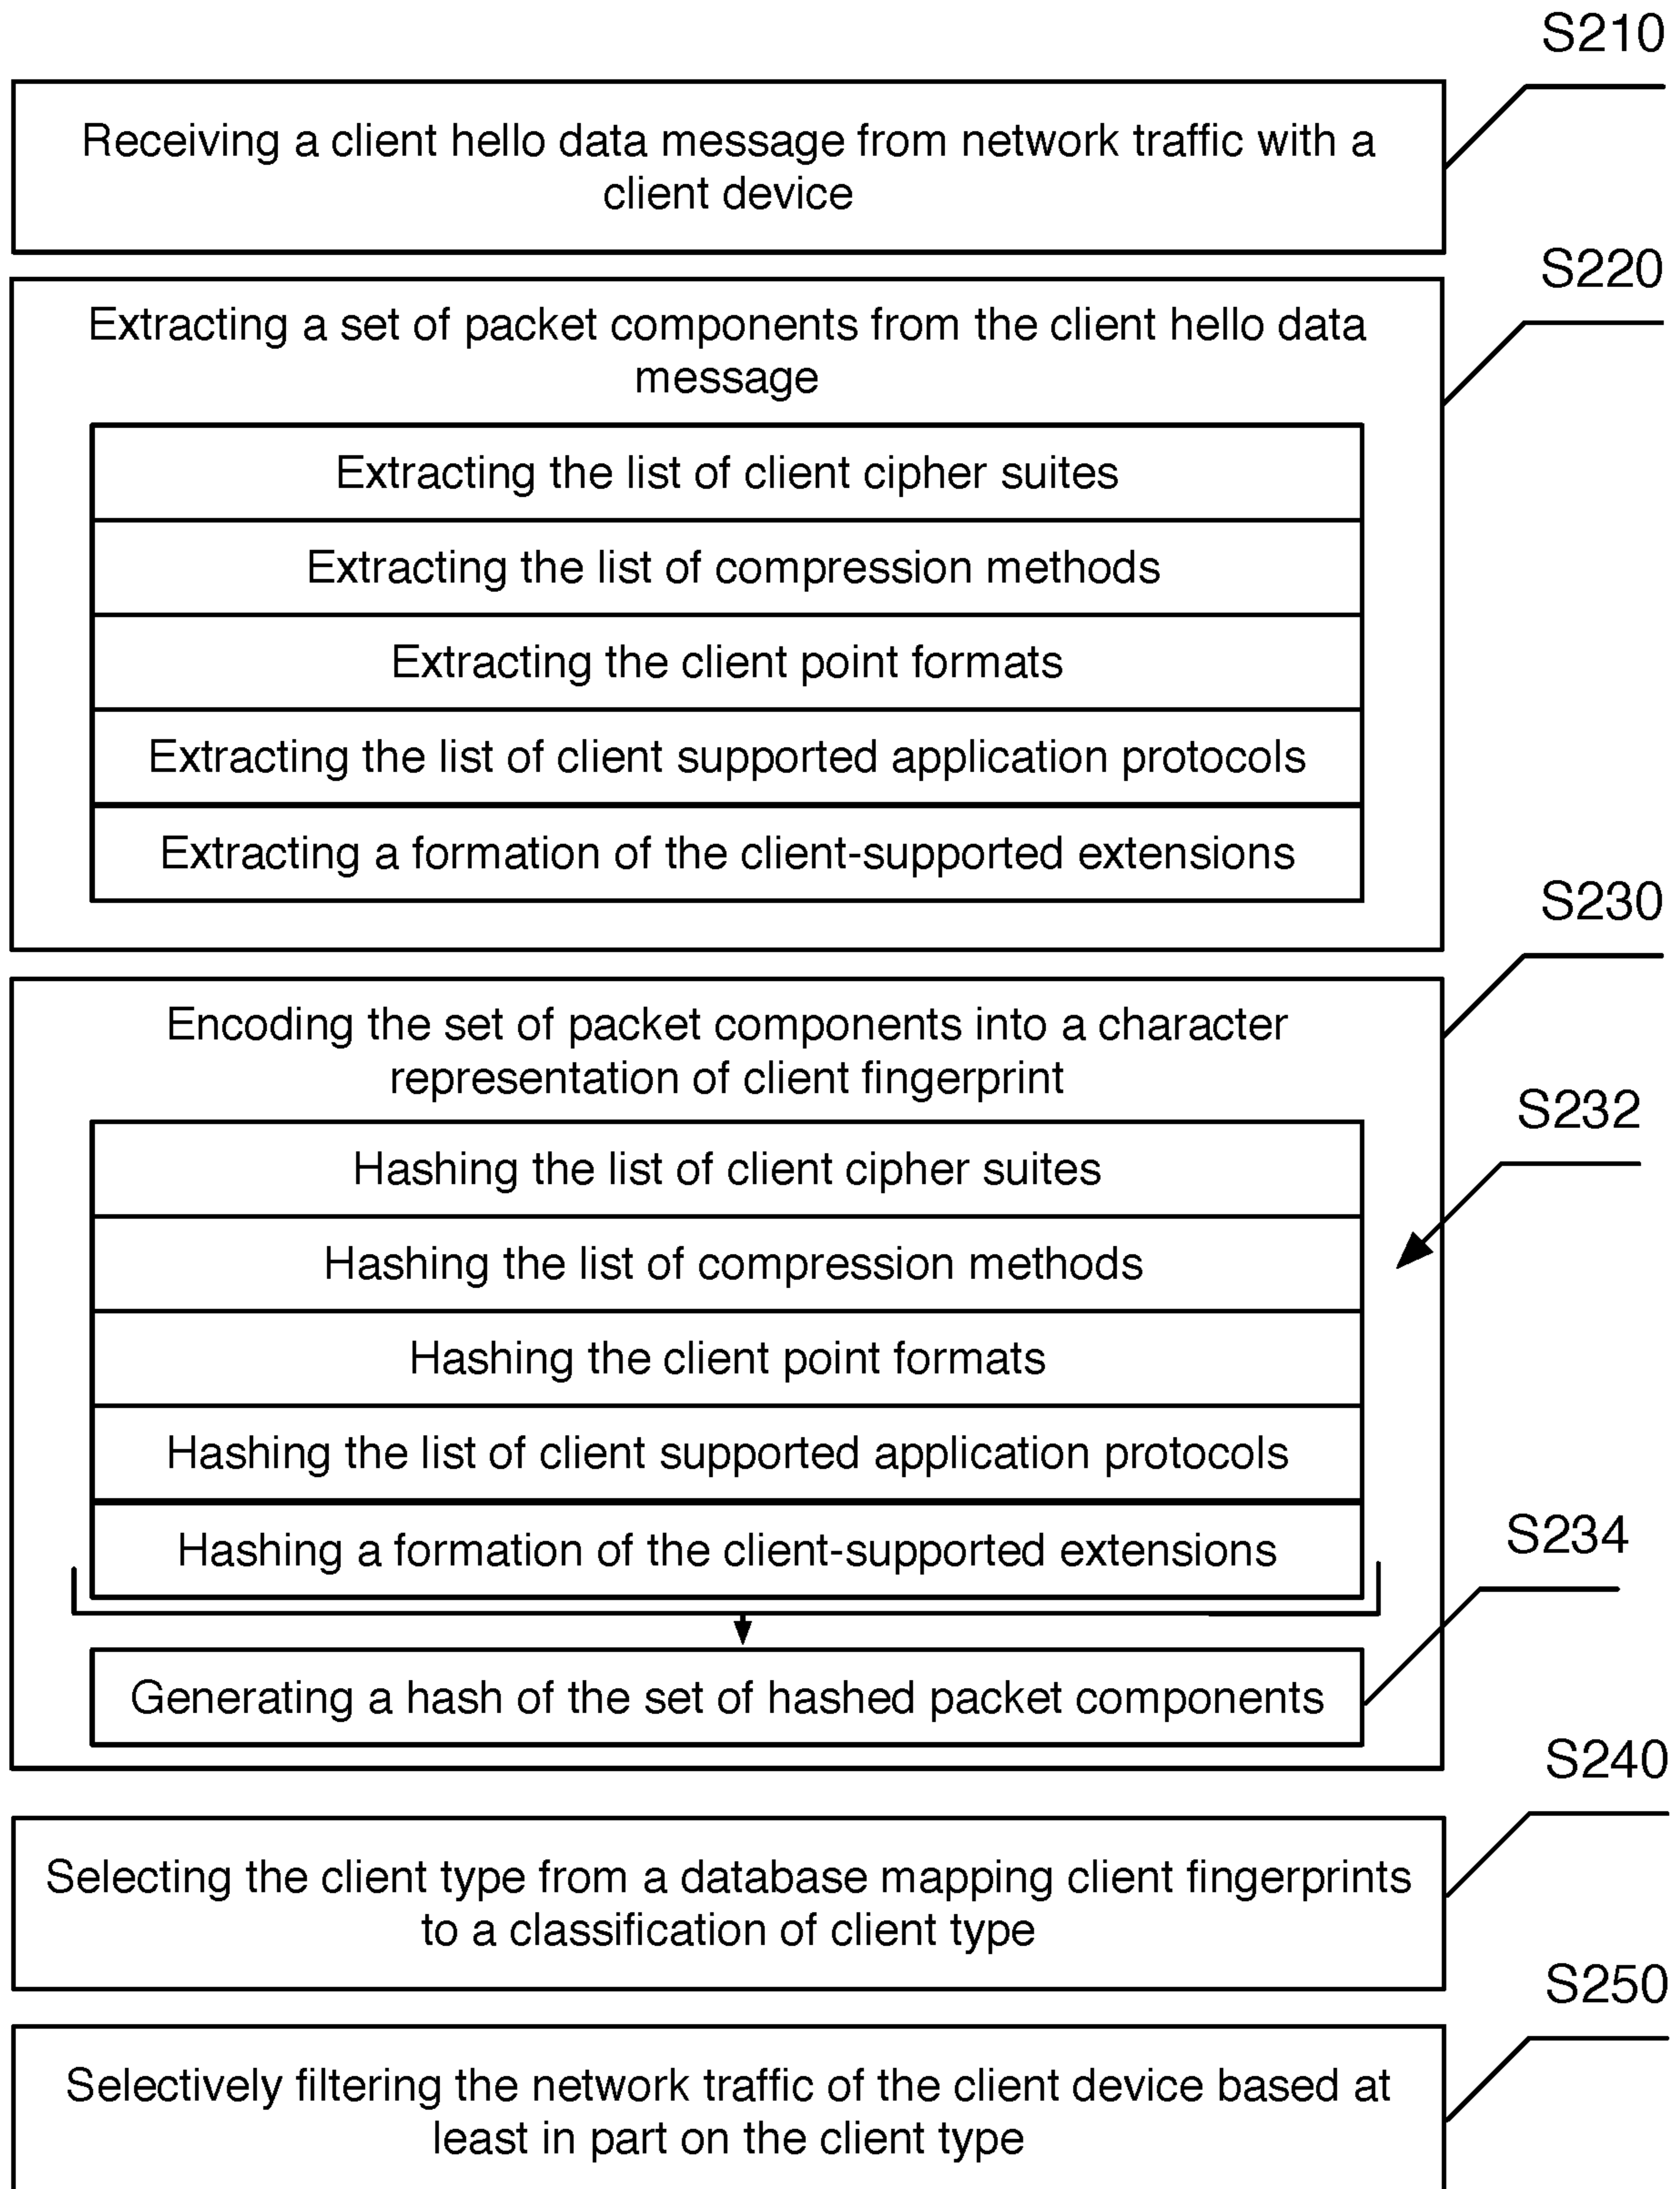 S210
Receiving a client hello data message from network traffic with a
client device
S220
Extracting a set of packet components from the client hello data
message
Extracting the list of client cipher suites
Extracting the list of compression methods
Extracting the client point formats
Extracting the list of client supported application protocols
Extracting a formation of the client-supported extensions
S230
Encoding the set of packet components into a character
representation of client fingerprint
S232
Hashing the list of client cipher suites
Hashing the list of compression methods
Hashing the client point formats
Hashing the list of client supported application protocols
Hashing a formation of the client-supported extensions
S234
Generating a hash of the set of hashed packet components
S240
Selecting the client type from a database mapping client fingerprints
to a classification of client type
S250
Selectively filtering the network traffic of the client device based at
least in part on the client type